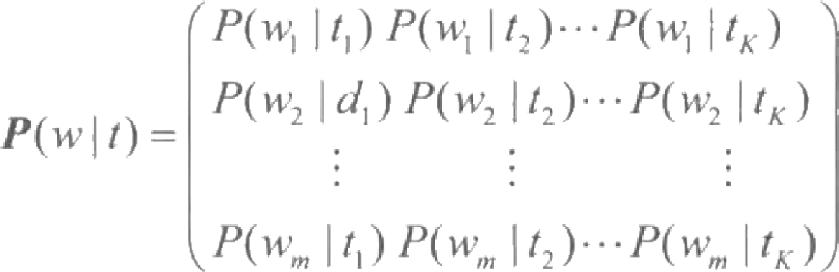 P(w₁ | t₁) P(w₁ | t₂)⋯P(w₁ | t_K)
P(w₂ | d₁) P(w₂ | t₂)⋯P(w₂ | t_K)
P(w | t) =
⋮ ⋮ ⋮
P(w_m | t₁) P(w_m | t₂)⋯P(w_m | t_K)